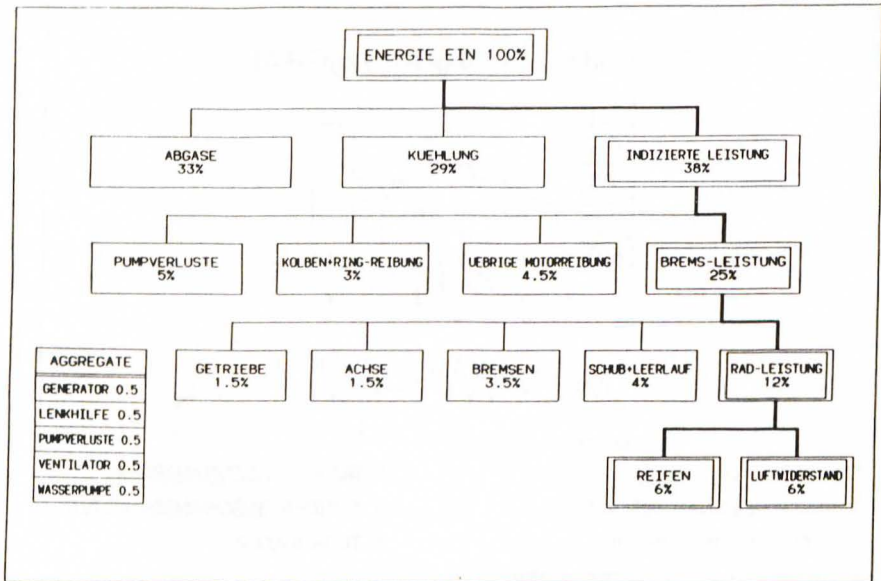 ENERGIE EIN 100%
ABGASE
33%
KUEHLUNG
29%
INDIZIERTE LEISTUNG
38%
PUMPVERLUSTE
5%
KOLBEN+RING-REIBUNG
3%
UEBRIGE MOTORREIBUNG
4.5%
BREMS-LEISTUNG
25%
GETRIEBE
1.5%
ACHSE
1.5%
BREMSEN
3.5%
SCHUB+LEERLAUF
4%
RAD-LEISTUNG
12%
REIFEN
6%
LUFTWIDERSTAND
6%
AGGREGATE
GENERATOR 0.5
LENKHILFE 0.5
PUMPVERLUSTE 0.5
VENTILATOR 0.5
WASSERPUMPE 0.5